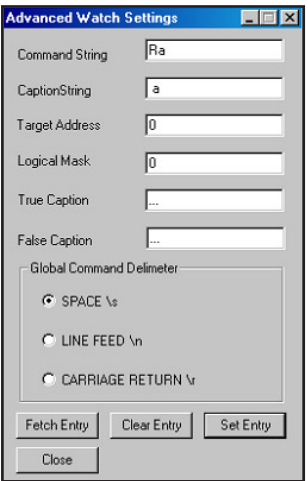 Advanced Watch Settings
Command String Ra
CaptionString a
Target Address 0
Logical Mask 0
True Caption ...
False Caption ...
Global Command Delimeter
SPACE \s
LINE FEED \n
CARRIAGE RETURN \r
Fetch Entry Clear Entry Set Entry
Close